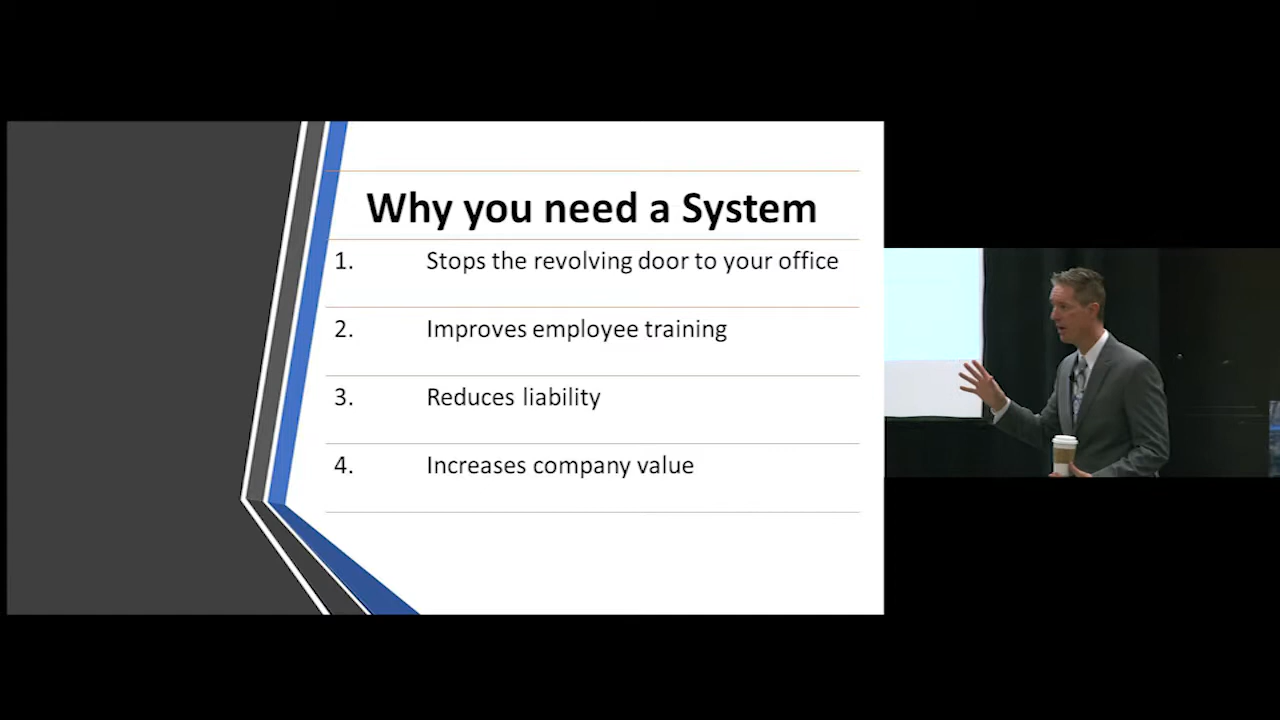 Why you need a System
1. Stops the revolving door to your office
2. Improves employee training
3. Reduces liability
4. Increases company value